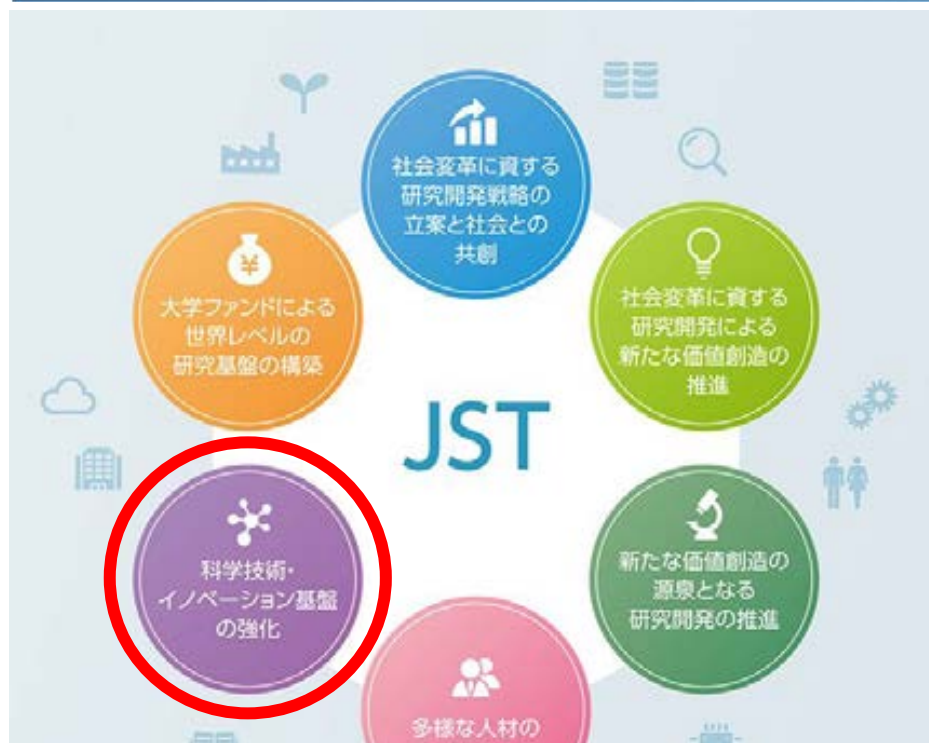 社会変革に資する
研究開発戦略の
立案と社会との
共創
大学ファンドによる
世界レベルの
研究基盤の構築
社会変革に資する
研究開発による
新たな価値創造の
推進
JST
科学技術・
イノベーション基盤
の強化
新たな価値創造の
源泉となる
研究開発の推進
多様な人材の